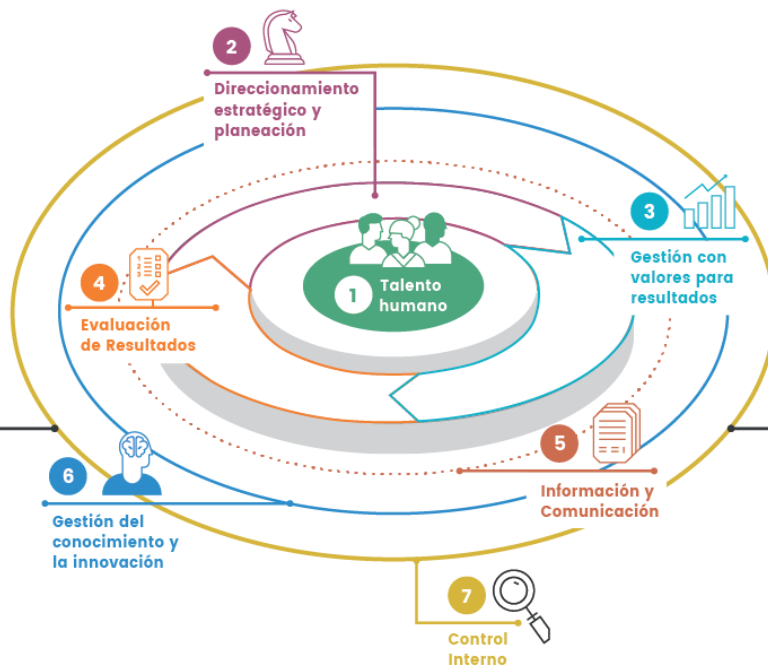 2
Direccionamiento
estratégico y
planeación
3
Gestión con
valores para
resultados
1
Talento
humano
4
Evaluación
de Resultados
5
Información y
Comunicación
6
Gestión del
conocimiento y
la innovación
7
Control
Interno